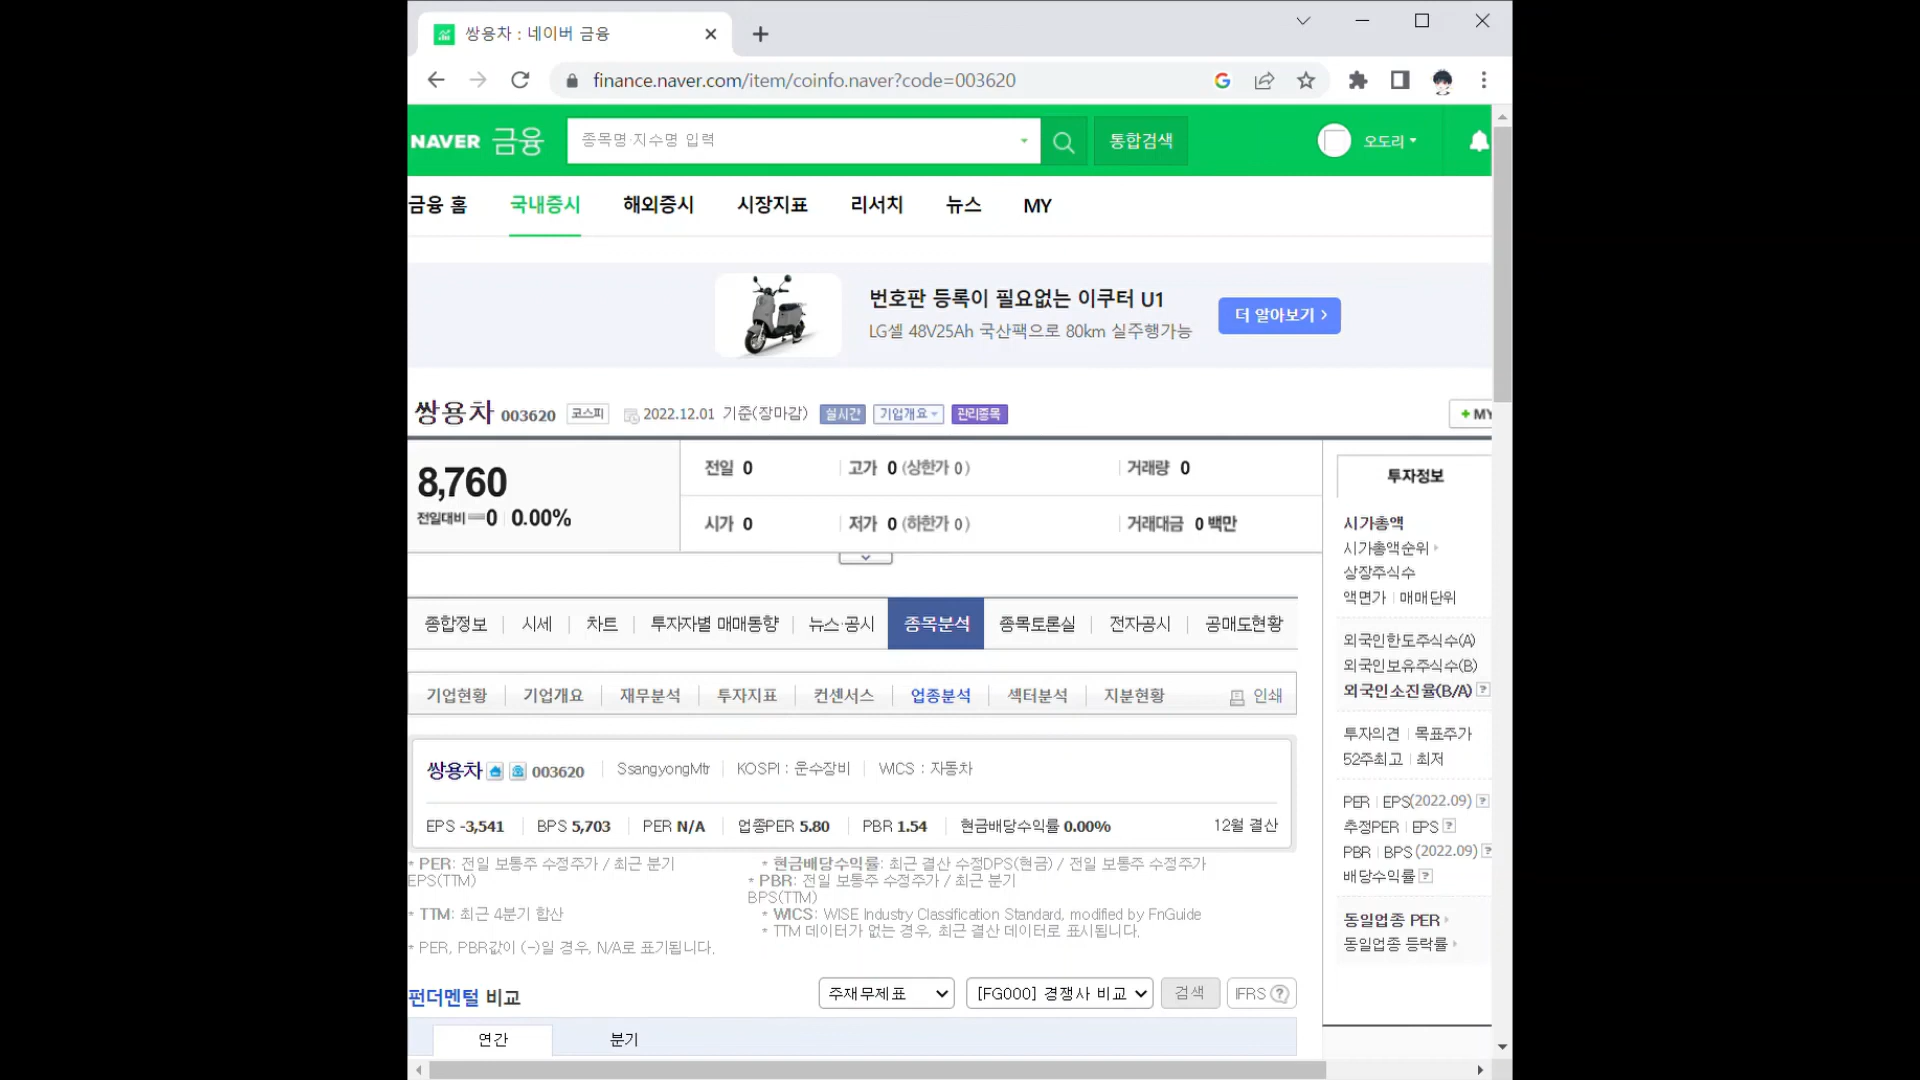 쌍용차 : 네이버 금융
finance.naver.com/item/coinfo.naver?code=003620
NAVER 금융 종목명·지수명 입력 통합검색 오도리
금융 홈 국내증시 해외증시 시장지표 리서치 뉴스 MY
번호판 등록이 필요없는 이쿠터 U1
LG셀 48V25Ah 국산팩으로 80km 실주행가능
더 알아보기 >
쌍용차 003620 코스피 2022.12.01 기준(장마감) 실시간 기업개요 관리종목 + MY
8,760
전일대비 0 0.00%
전일 0 고가 0 (상한가 0) 거래량 0
시가 0 저가 0 (하한가 0) 거래대금 0 백만
투자정보
시가총액
시가총액순위
상장주식수
액면가 | 매매단위
외국인한도주식수(A)
외국인보유주식수(B)
외국인소진율(B/A) ?
투자의견 | 목표주가
52주최고 | 최저
PER | EPS(2022.09) ?
추정PER | EPS ?
PBR | BPS (2022.09) ?
배당수익률 ?
동일업종 PER
동일업종 등락률
종합정보 시세 차트 투자자별 매매동향 뉴스·공시 종목분석 종목토론실 전자공시 공매도현황
기업현황 기업개요 재무분석 투자지표 컨센서스 업종분석 섹터분석 지분현황 인쇄
쌍용차 003620 SsangyongMtr KOSPI : 운수장비 WICS : 자동차
EPS -3,541 BPS 5,703 PER N/A 업종PER 5.80 PBR 1.54 현금배당수익률 0.00% 12월 결산
* PER: 전일 보통주 수정주가 / 최근 분기
EPS(TTM)
* TTM: 최근 4분기 합산
* PER, PBR값이 (-)일 경우, N/A로 표기됩니다.
* 현금배당수익률: 최근 결산 수정DPS(현금) / 전일 보통주 수정주가
* PBR: 전일 보통주 수정주가 / 최근 분기
BPS(TTM)
* WICS: WISE Industry Classification Standard, modified by FnGuide
* TTM 데이터가 없는 경우, 최근 결산 데이터로 표시됩니다.
펀더멘털 비교 주재무제표 [FG000] 경쟁사 비교 검색 IFRS ?
연간 분기